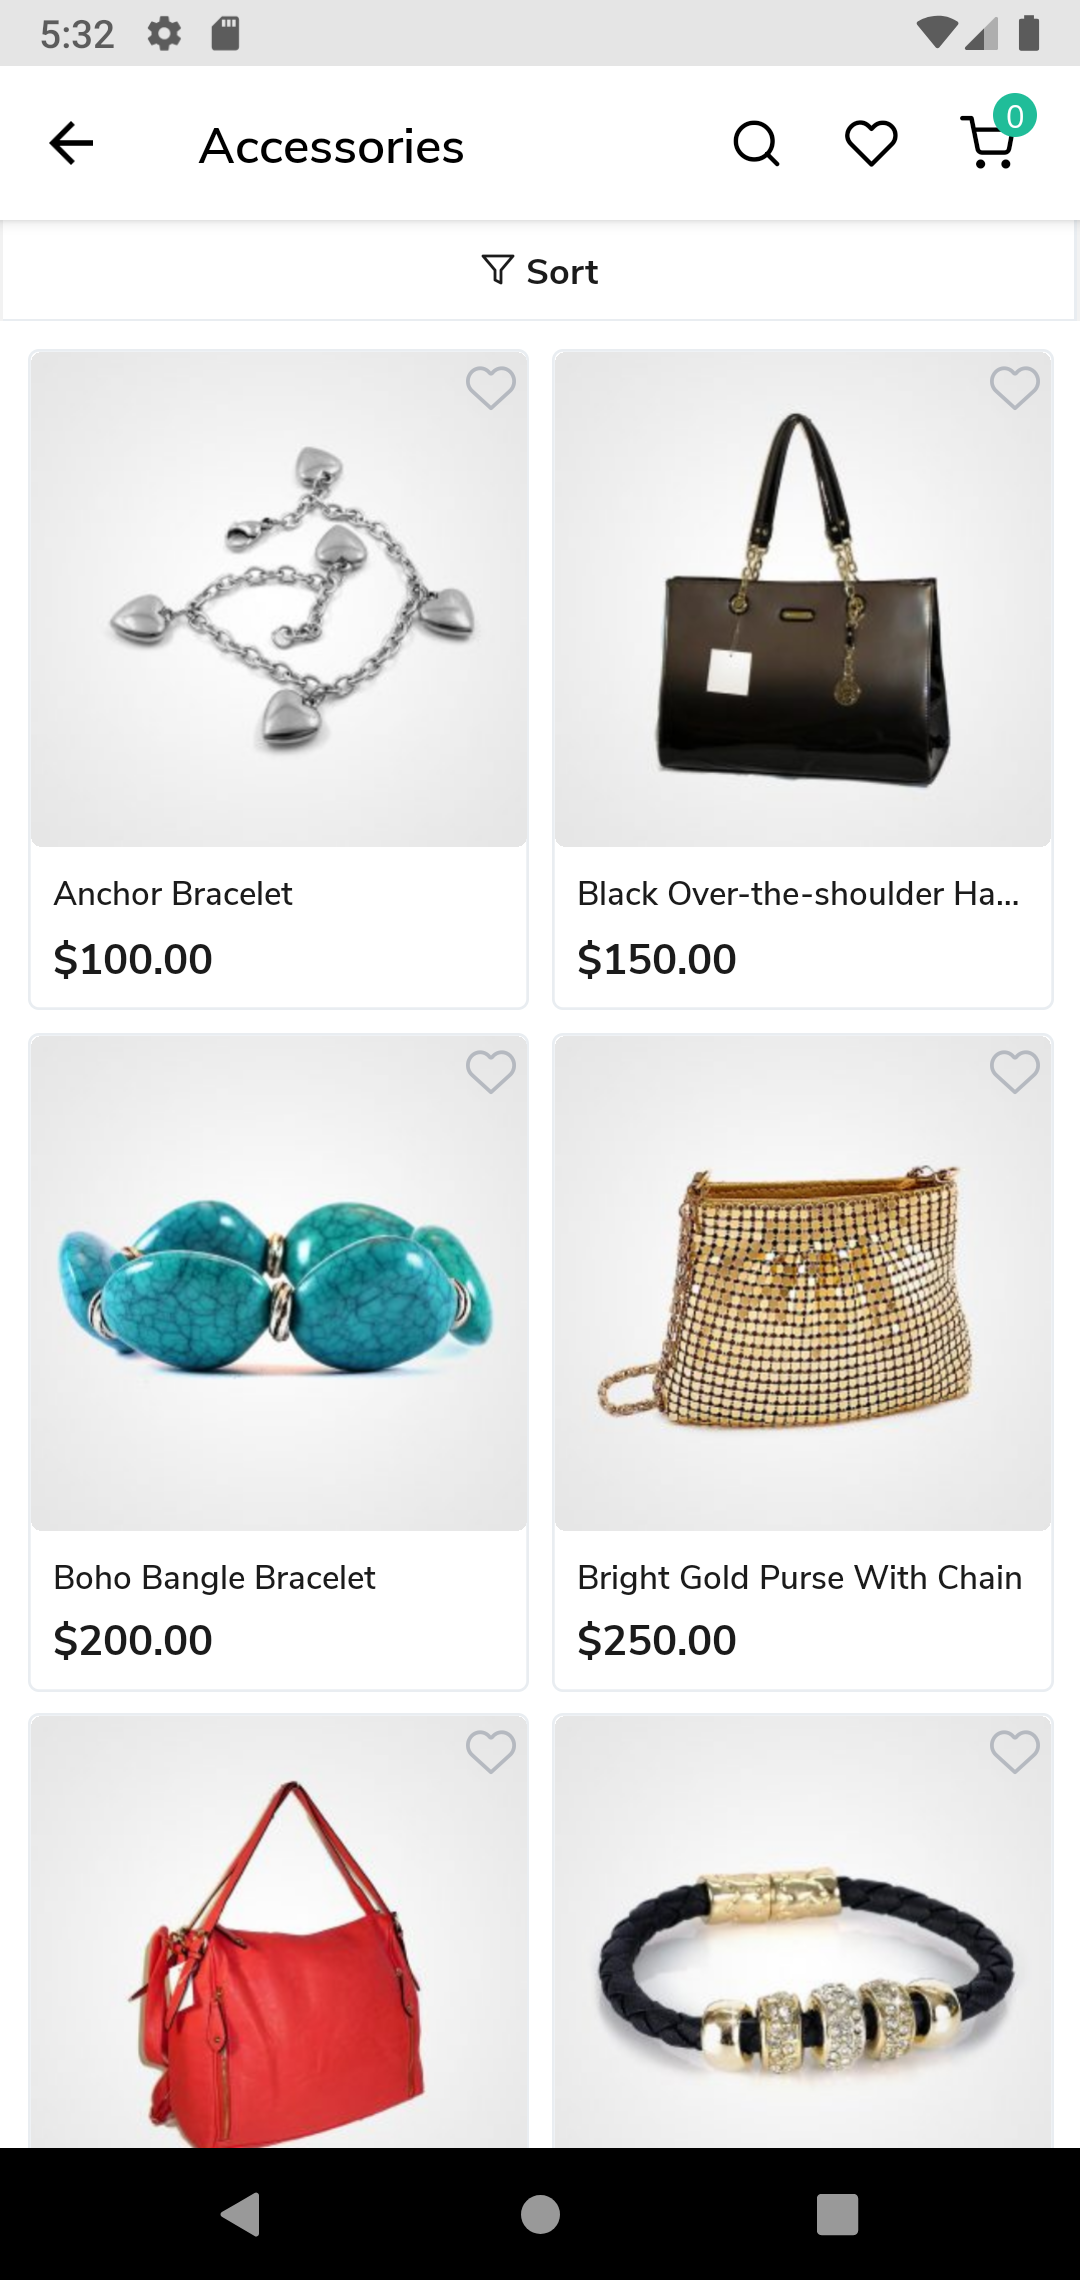 5:32
Accessories
0
Sort
Anchor Bracelet
$100.00
Black Over-the-shoulder Ha...
$150.00
Boho Bangle Bracelet
$200.00
Bright Gold Purse With Chain
$250.00